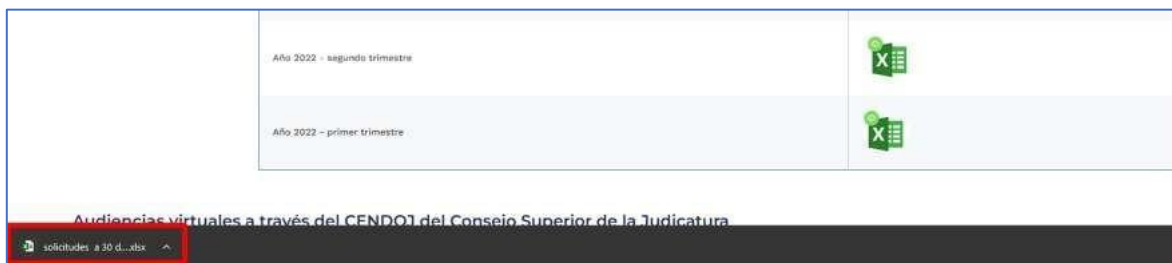 Año 2022 - segundo trimestre
Año 2022 - primer trimestre
Audiencias virtuales a través del CENDOJ del Consejo Superior de la Judicatura
solicitudes a 30 d...xlsx